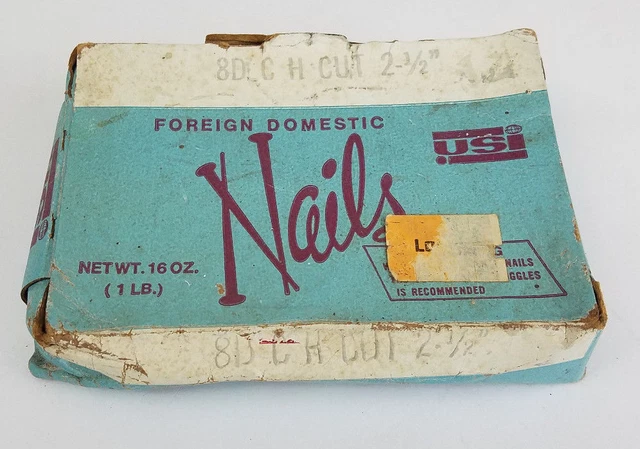 8D C H CUT 2-½"
FOREIGN DOMESTIC
USI
Nails
NET WT. 16 OZ.
( 1 LB.)
NAILS
IS RECOMMENDED
8D C H CUT 2-½"